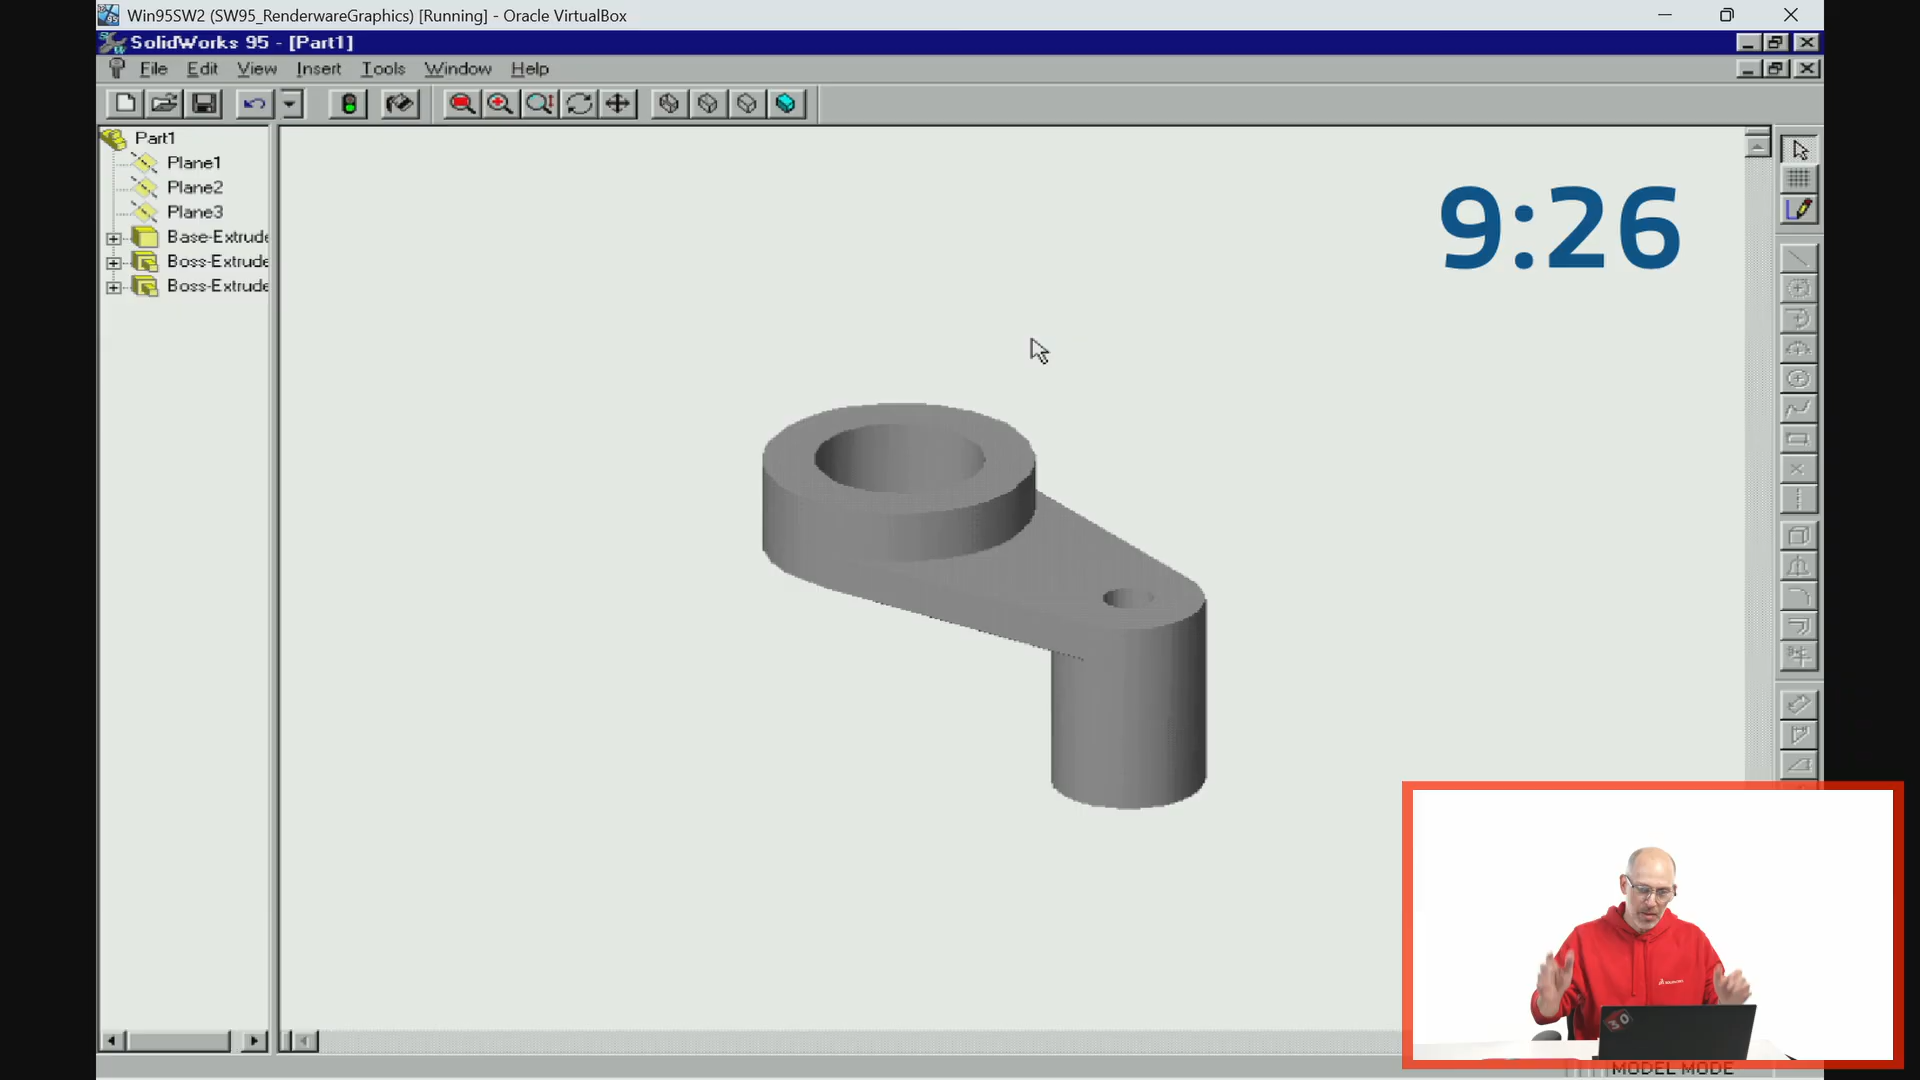 Win95SW2 (SW95_RenderwareGraphics) [Running] - Oracle VirtualBox
SolidWorks 95 - [Part1]
File Edit View Insert Tools Window Help
Part1
Plane1
Plane2
Plane3
Base-Extrude
Boss-Extrude
Boss-Extrude
9:26
30
MODEL MODE